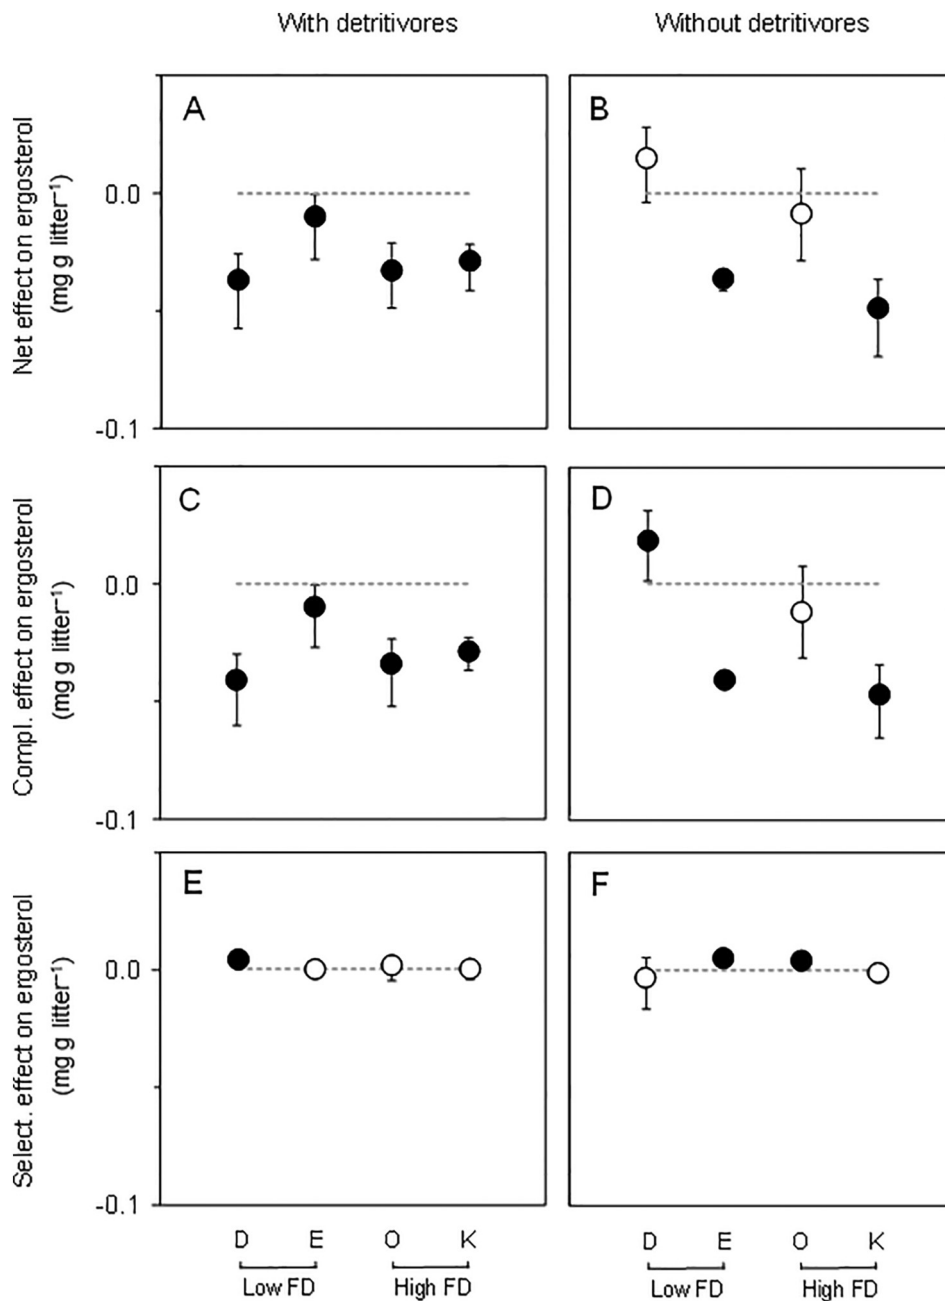 With detritivores
Without detritivores
Net effect on ergosterol
(mg g litter⁻¹)
A
B
0.0
-0.1
Compl. effect on ergosterol
(mg g litter⁻¹)
C
D
0.0
-0.1
Select. effect on ergosterol
(mg g litter⁻¹)
E
F
0.0
-0.1
D E O K
D E O K
Low FD High FD
Low FD High FD